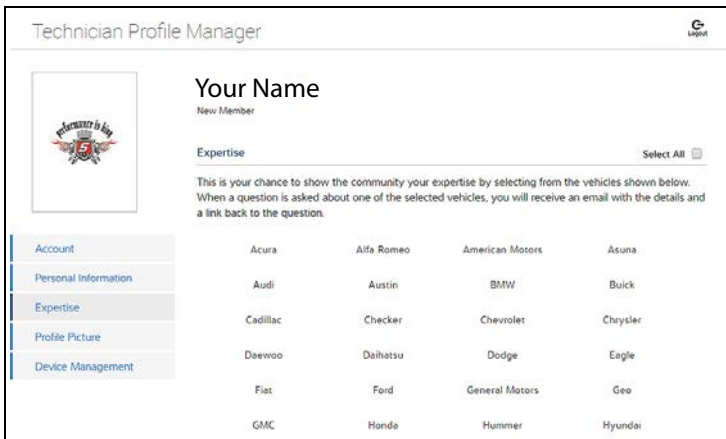 Technician Profile Manager
Logout
performance is king
S
Your Name
New Member
Expertise
Select All
This is your chance to show the community your expertise by selecting from the vehicles shown below.
When a question is asked about one of the selected vehicles, you will receive an email with the details and
a link back to the question.
Account
Personal Information
Expertise
Profile Picture
Device Management
Acura Alfa Romeo American Motors Asuna
Audi Austin BMW Buick
Cadillac Checker Chevrolet Chrysler
Daewoo Daihatsu Dodge Eagle
Fiat Ford General Motors Geo
GMC Honda Hummer Hyundai